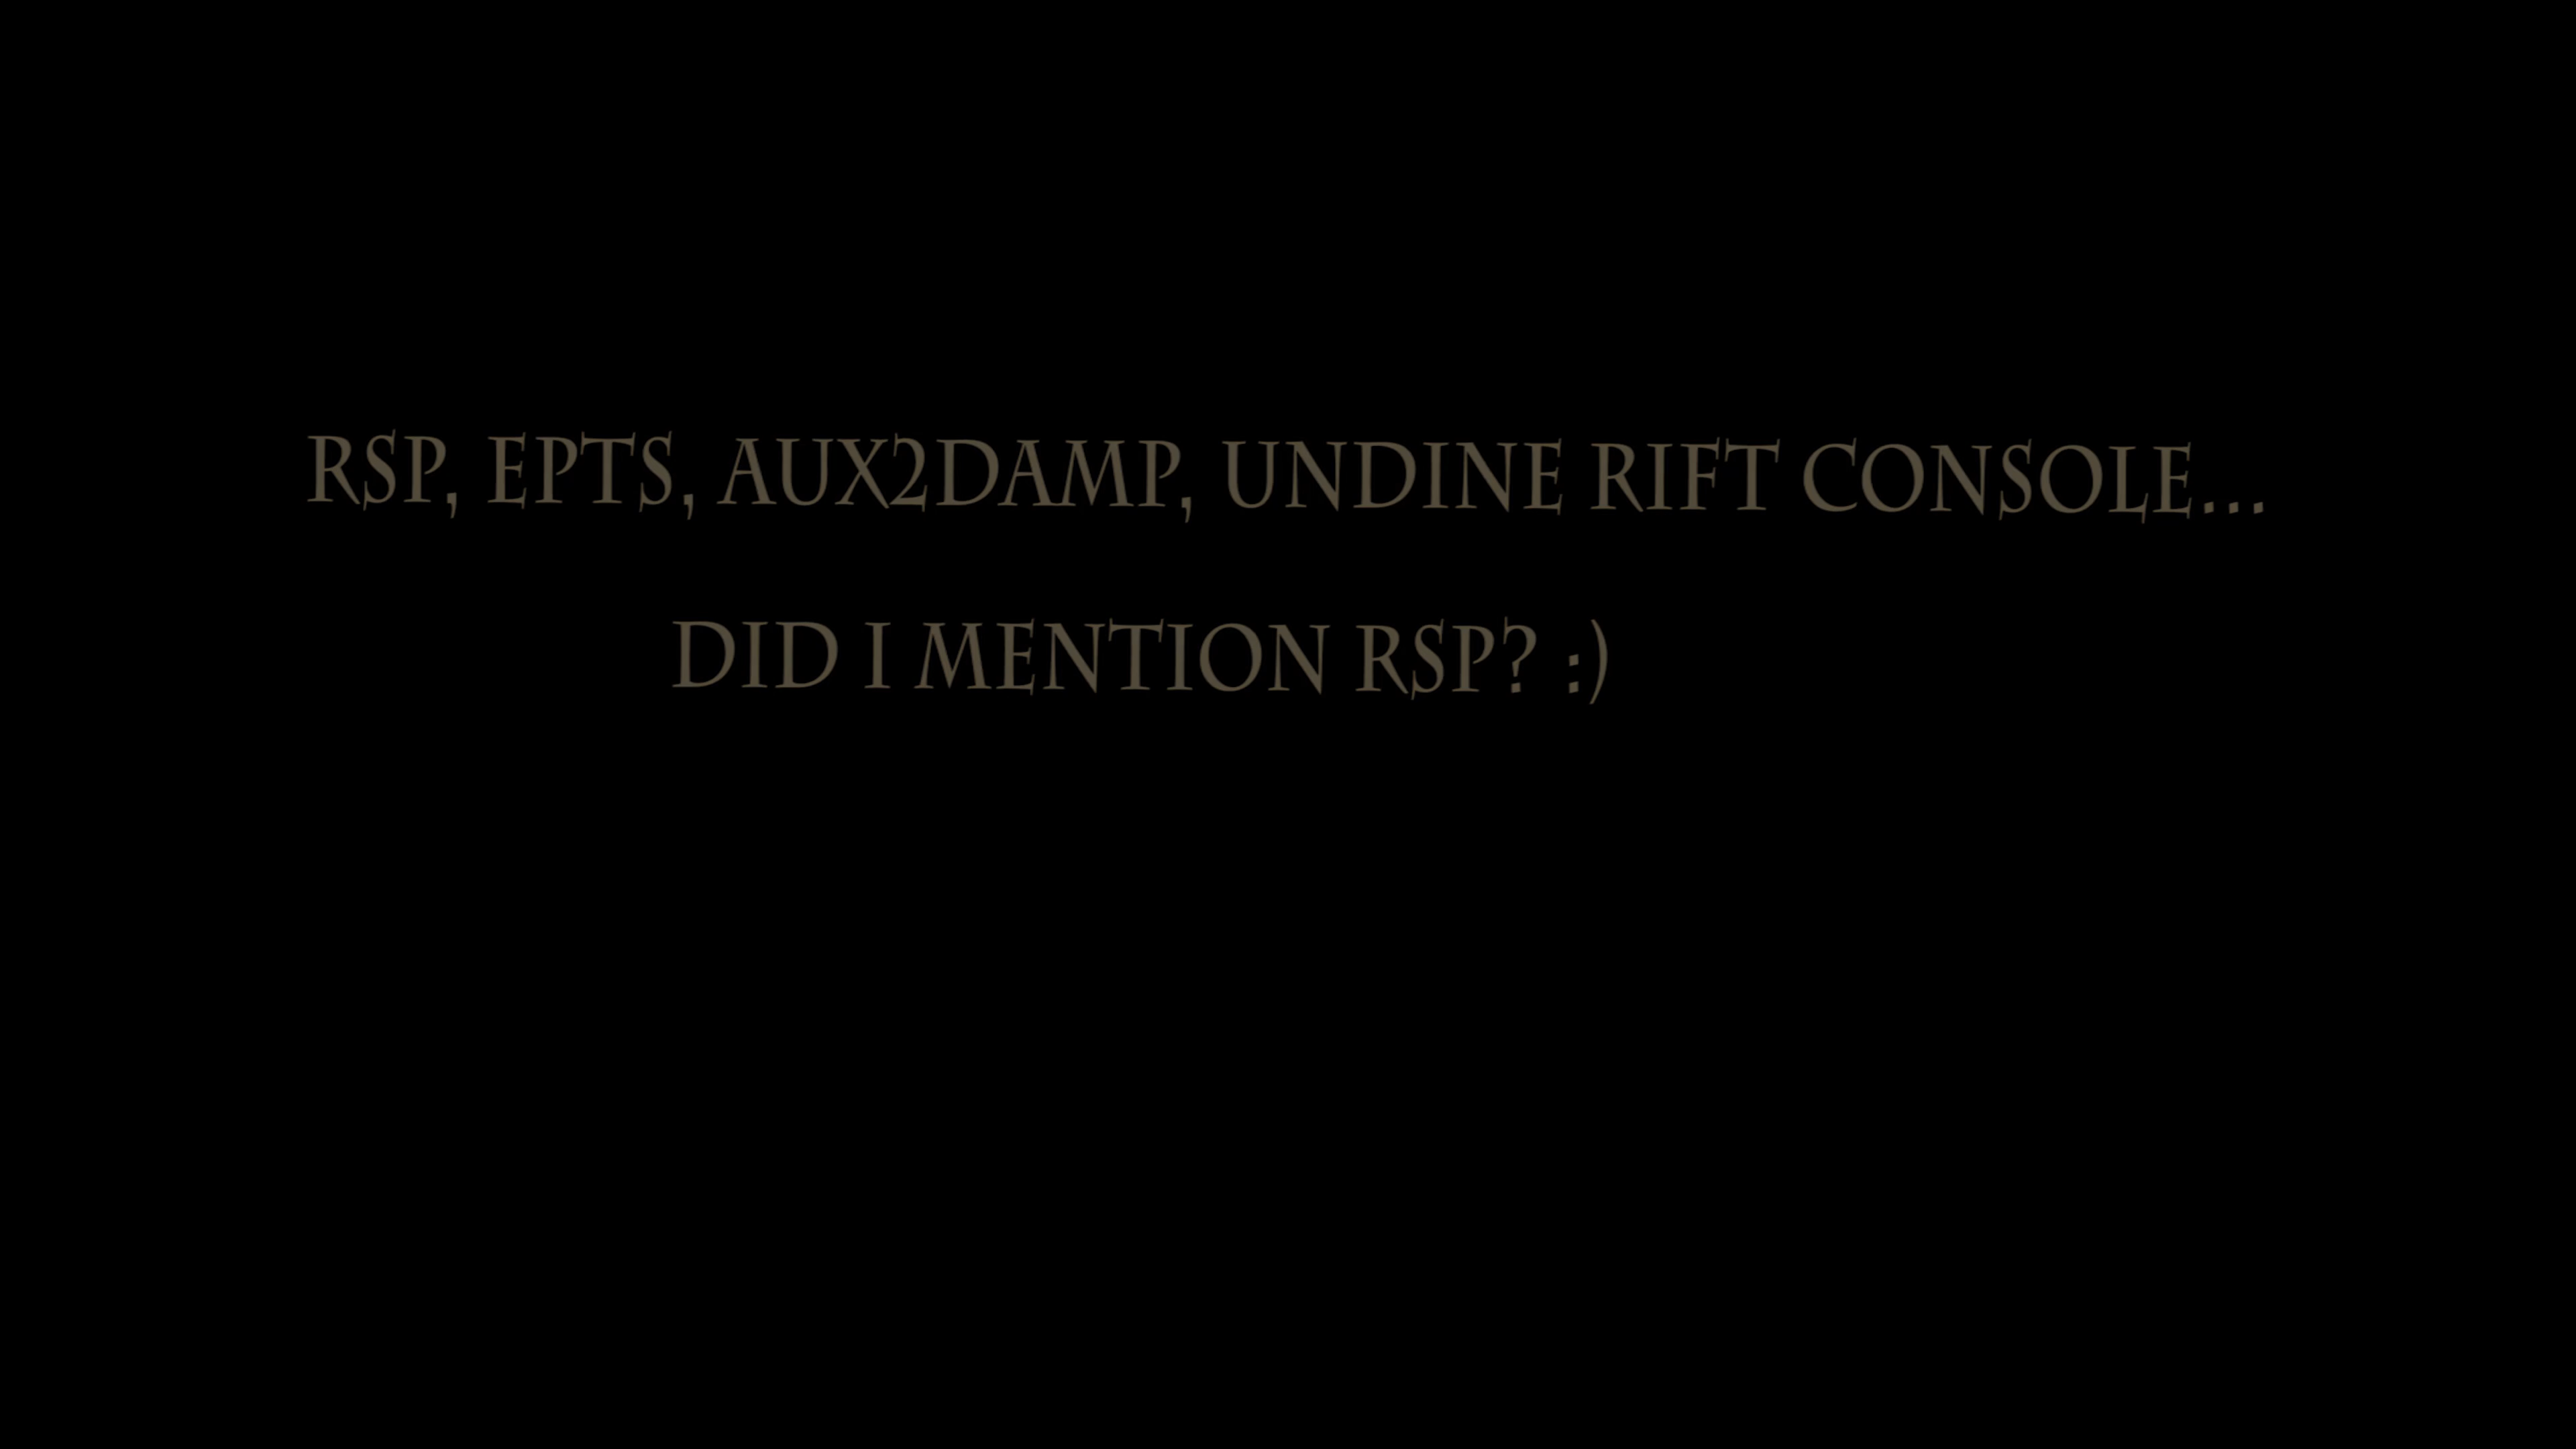 RSP, EPTS, AUX2DAMP, UNDINE RIFT CONSOLE...
DID I MENTION RSP? :)